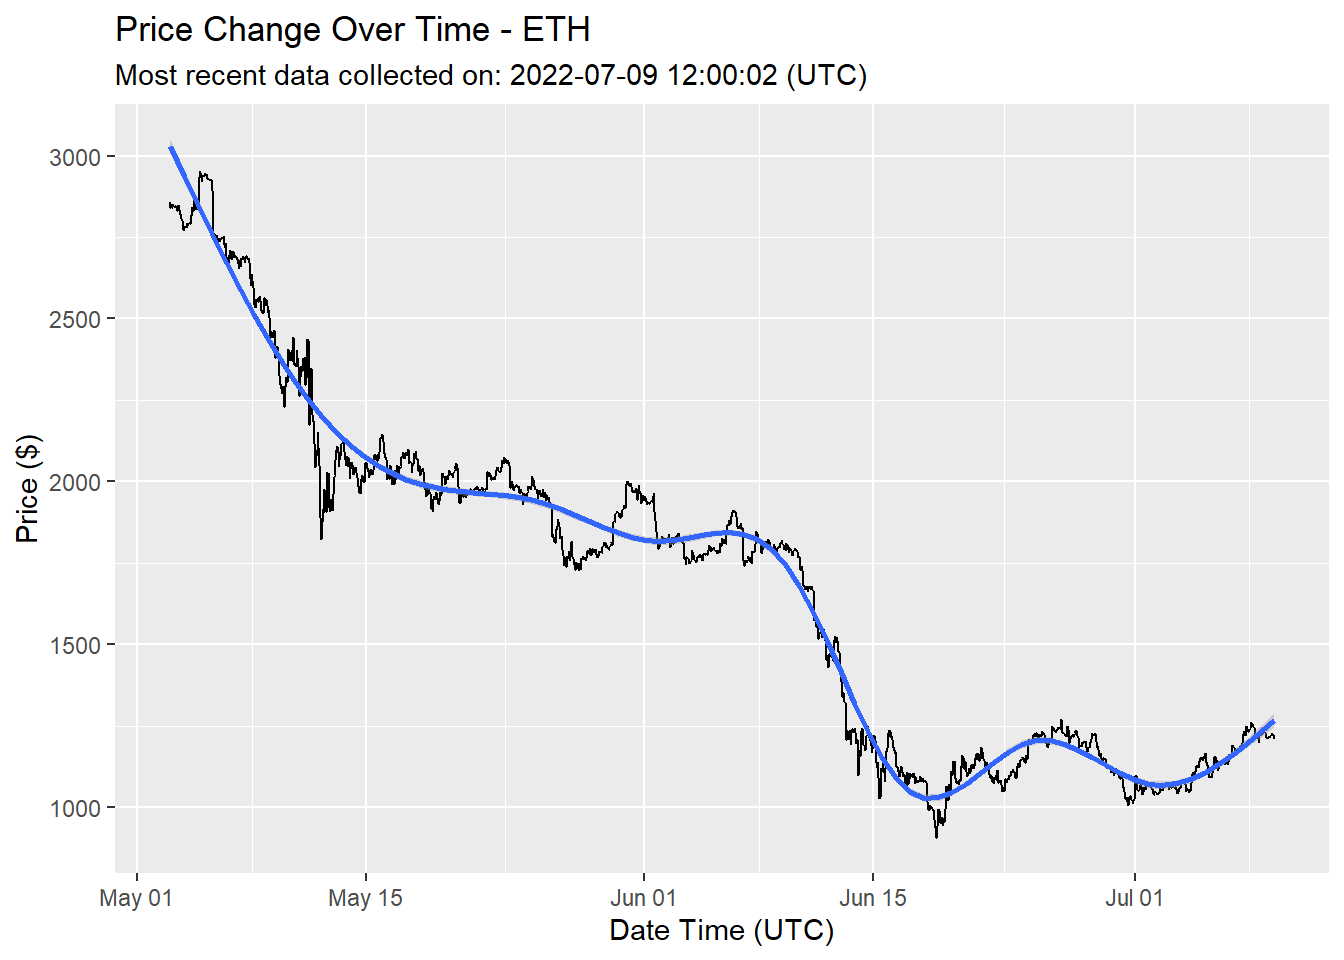 Price Change Over Time - ETH
Most recent data collected on: 2022-07-09 12:00:02 (UTC)
Price ($)
3000
2500
2000
1500
1000
May 01
May 15
Jun 01
Jun 15
Jul 01
Date Time (UTC)